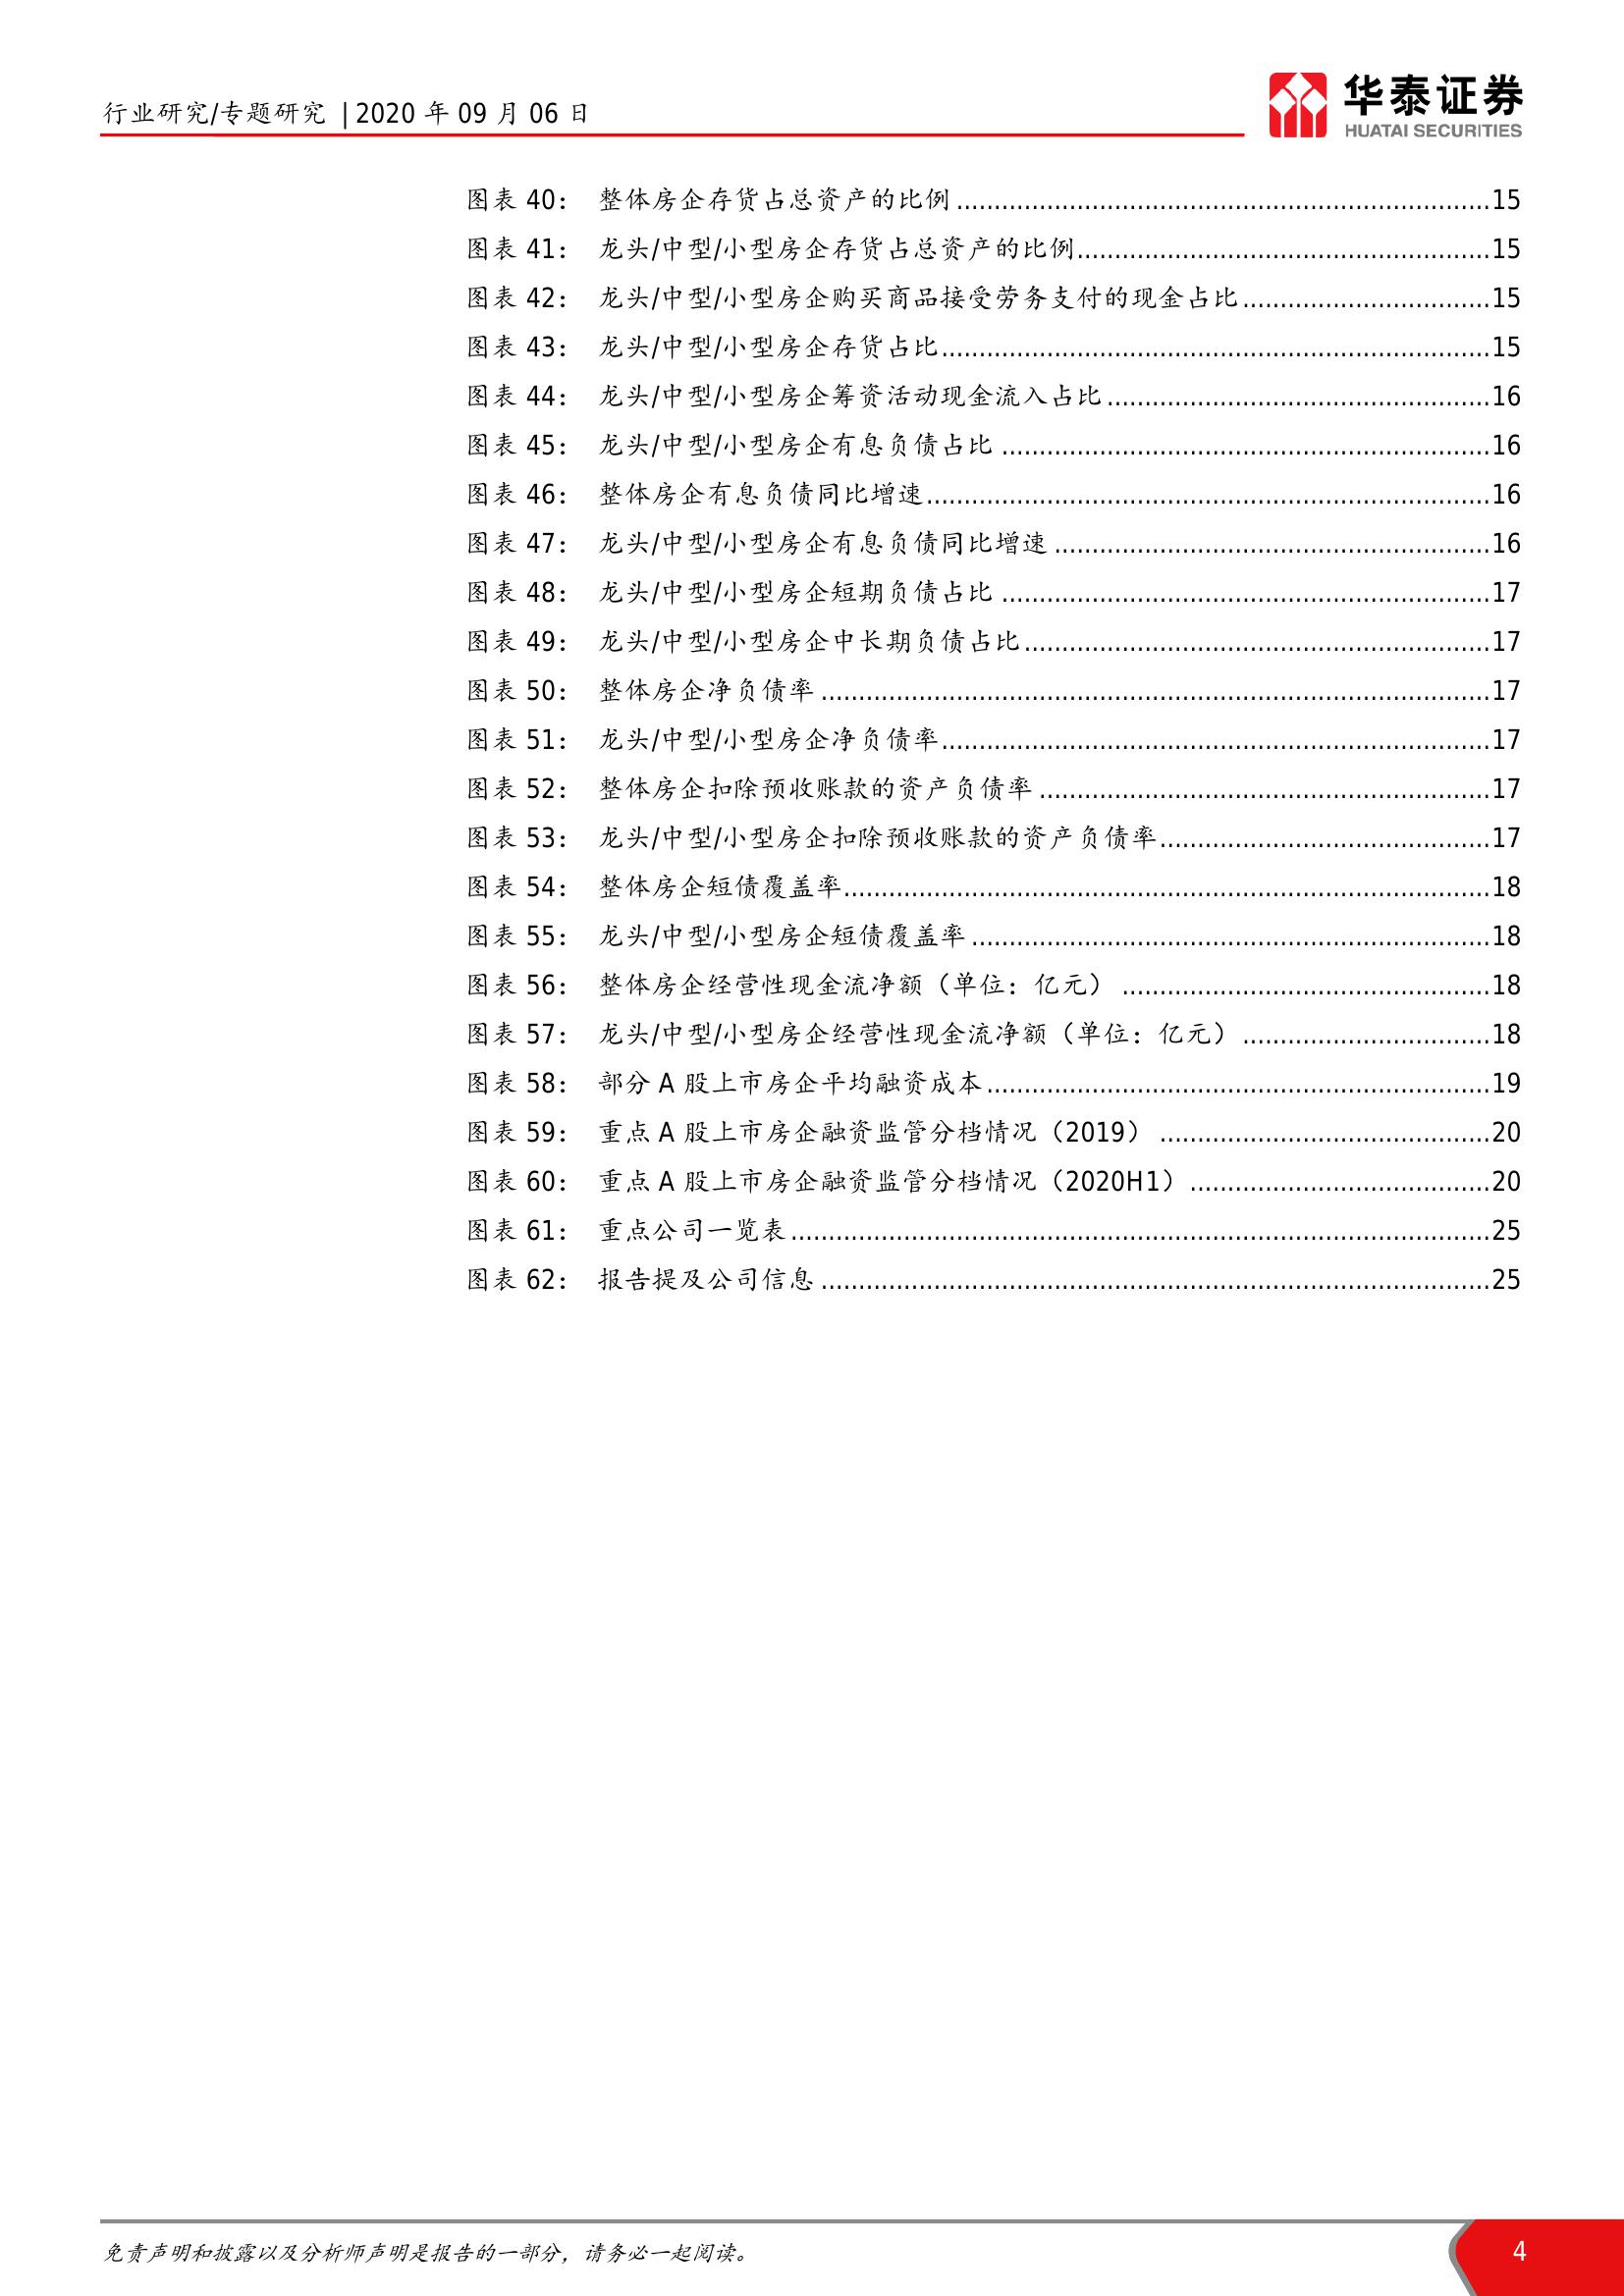 行业研究/专题研究 | 2020 年 09 月 06 日
华泰证券
HUATAI SECURITIES
图表 40： 整体房企存货占总资产的比例 15
图表 41： 龙头/中型/小型房企存货占总资产的比例 15
图表 42： 龙头/中型/小型房企购买商品接受劳务支付的现金占比 15
图表 43： 龙头/中型/小型房企存货占比 15
图表 44： 龙头/中型/小型房企筹资活动现金流入占比 16
图表 45： 龙头/中型/小型房企有息负债占比 16
图表 46： 整体房企有息负债同比增速 16
图表 47： 龙头/中型/小型房企有息负债同比增速 16
图表 48： 龙头/中型/小型房企短期负债占比 17
图表 49： 龙头/中型/小型房企中长期负债占比 17
图表 50： 整体房企净负债率 17
图表 51： 龙头/中型/小型房企净负债率 17
图表 52： 整体房企扣除预收账款的资产负债率 17
图表 53： 龙头/中型/小型房企扣除预收账款的资产负债率 17
图表 54： 整体房企短债覆盖率 18
图表 55： 龙头/中型/小型房企短债覆盖率 18
图表 56： 整体房企经营性现金流净额（单位：亿元） 18
图表 57： 龙头/中型/小型房企经营性现金流净额（单位：亿元） 18
图表 58： 部分 A 股上市房企平均融资成本 19
图表 59： 重点 A 股上市房企融资监管分档情况（2019） 20
图表 60： 重点 A 股上市房企融资监管分档情况（2020H1） 20
图表 61： 重点公司一览表 25
图表 62： 报告提及公司信息 25
免责声明和披露以及分析师声明是报告的一部分，请务必一起阅读。
4